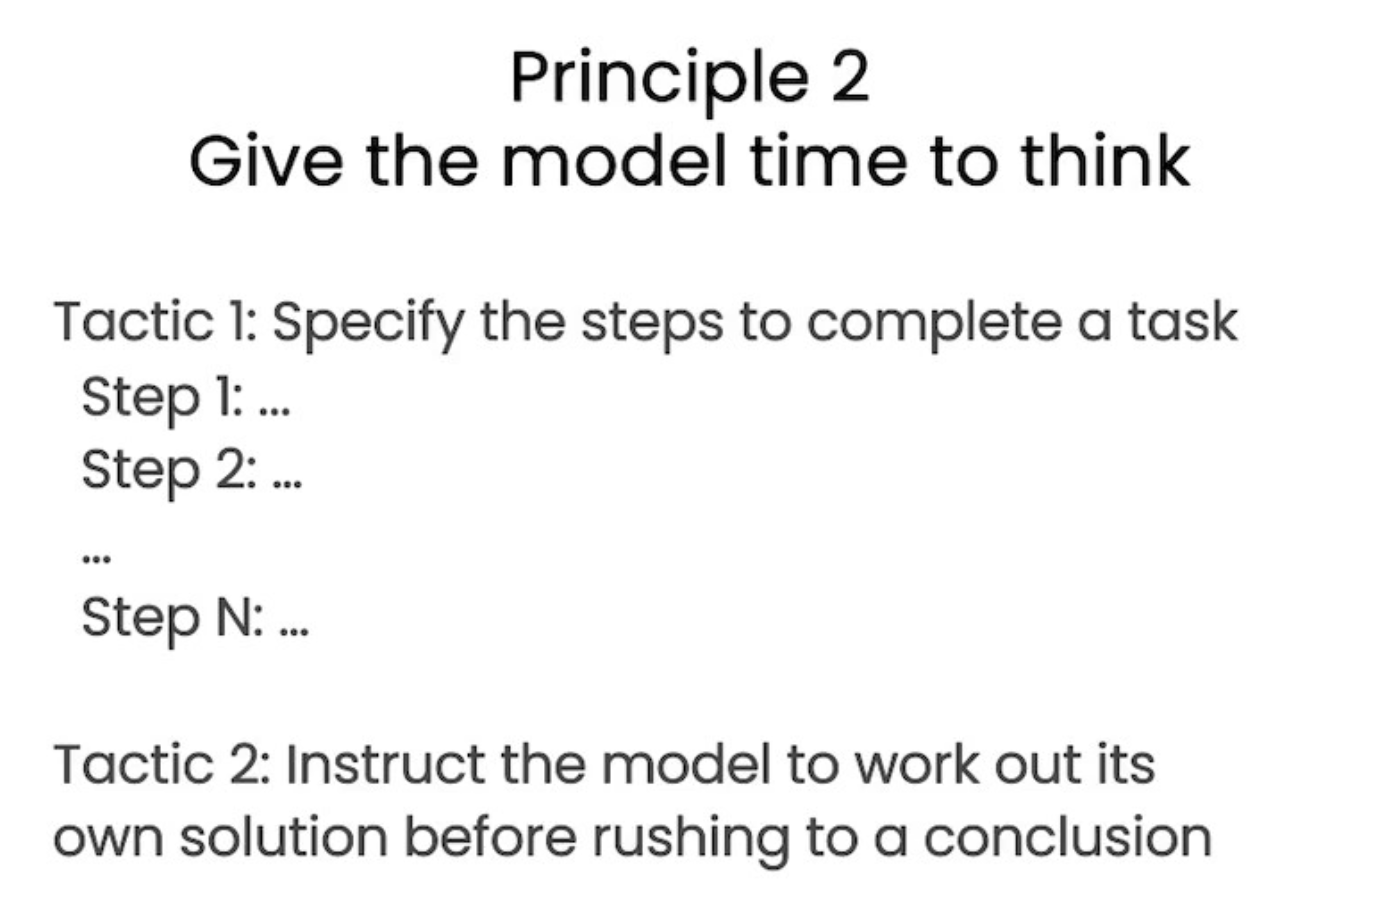 Principle 2
Give the model time to think
Tactic 1: Specify the steps to complete a task
Step 1: ...
Step 2: ...
...
Step N: ...
Tactic 2: Instruct the model to work out its
own solution before rushing to a conclusion